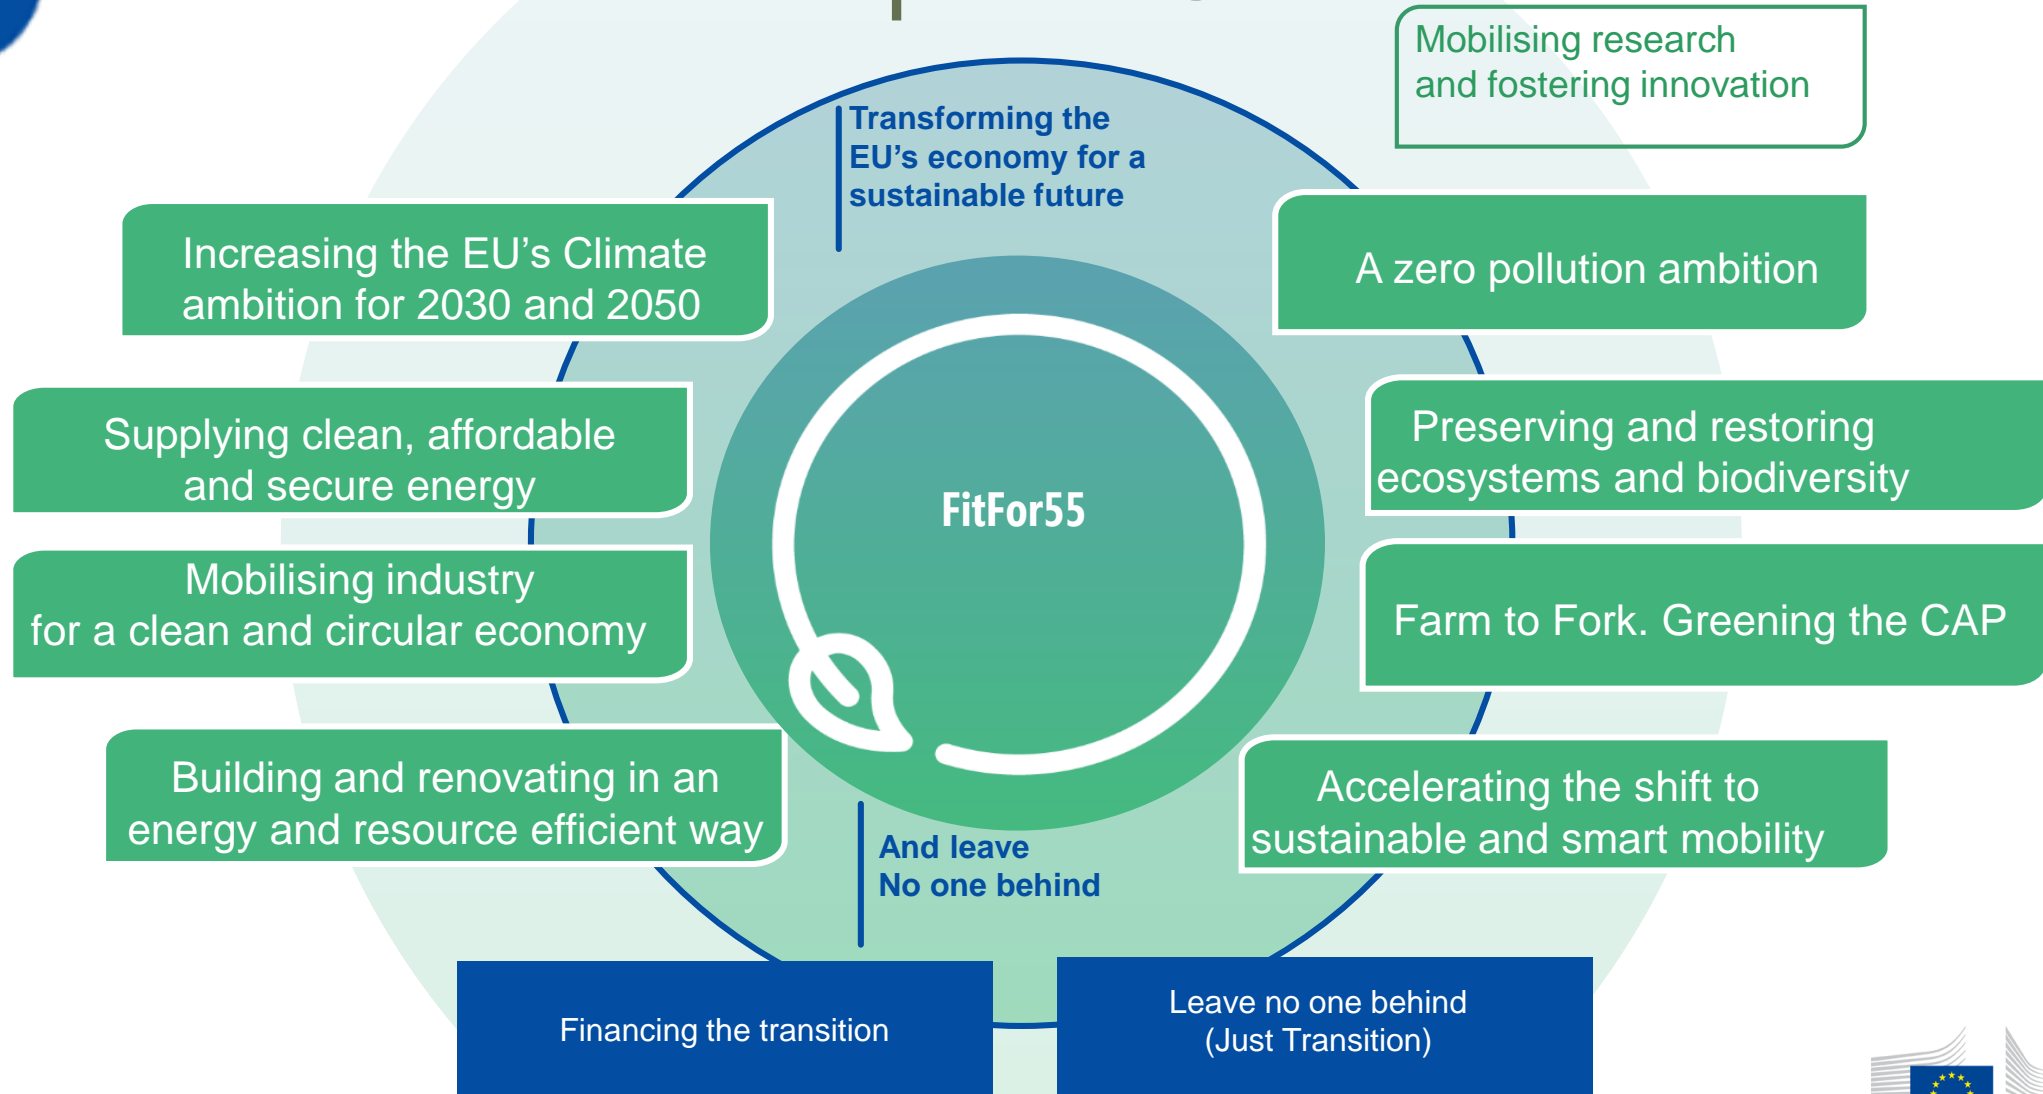 Mobilising research
and fostering innovation
Transforming the
EU's economy for a
sustainable future
Increasing the EU's Climate
ambition for 2030 and 2050
A zero pollution ambition
Supplying clean, affordable
and secure energy
Preserving and restoring
ecosystems and biodiversity
FitFor55
Mobilising industry
for a clean and circular economy
Farm to Fork. Greening the CAP
Building and renovating in an
energy and resource efficient way
Accelerating the shift to
sustainable and smart mobility
And leave
No one behind
Financing the transition
Leave no one behind
(Just Transition)